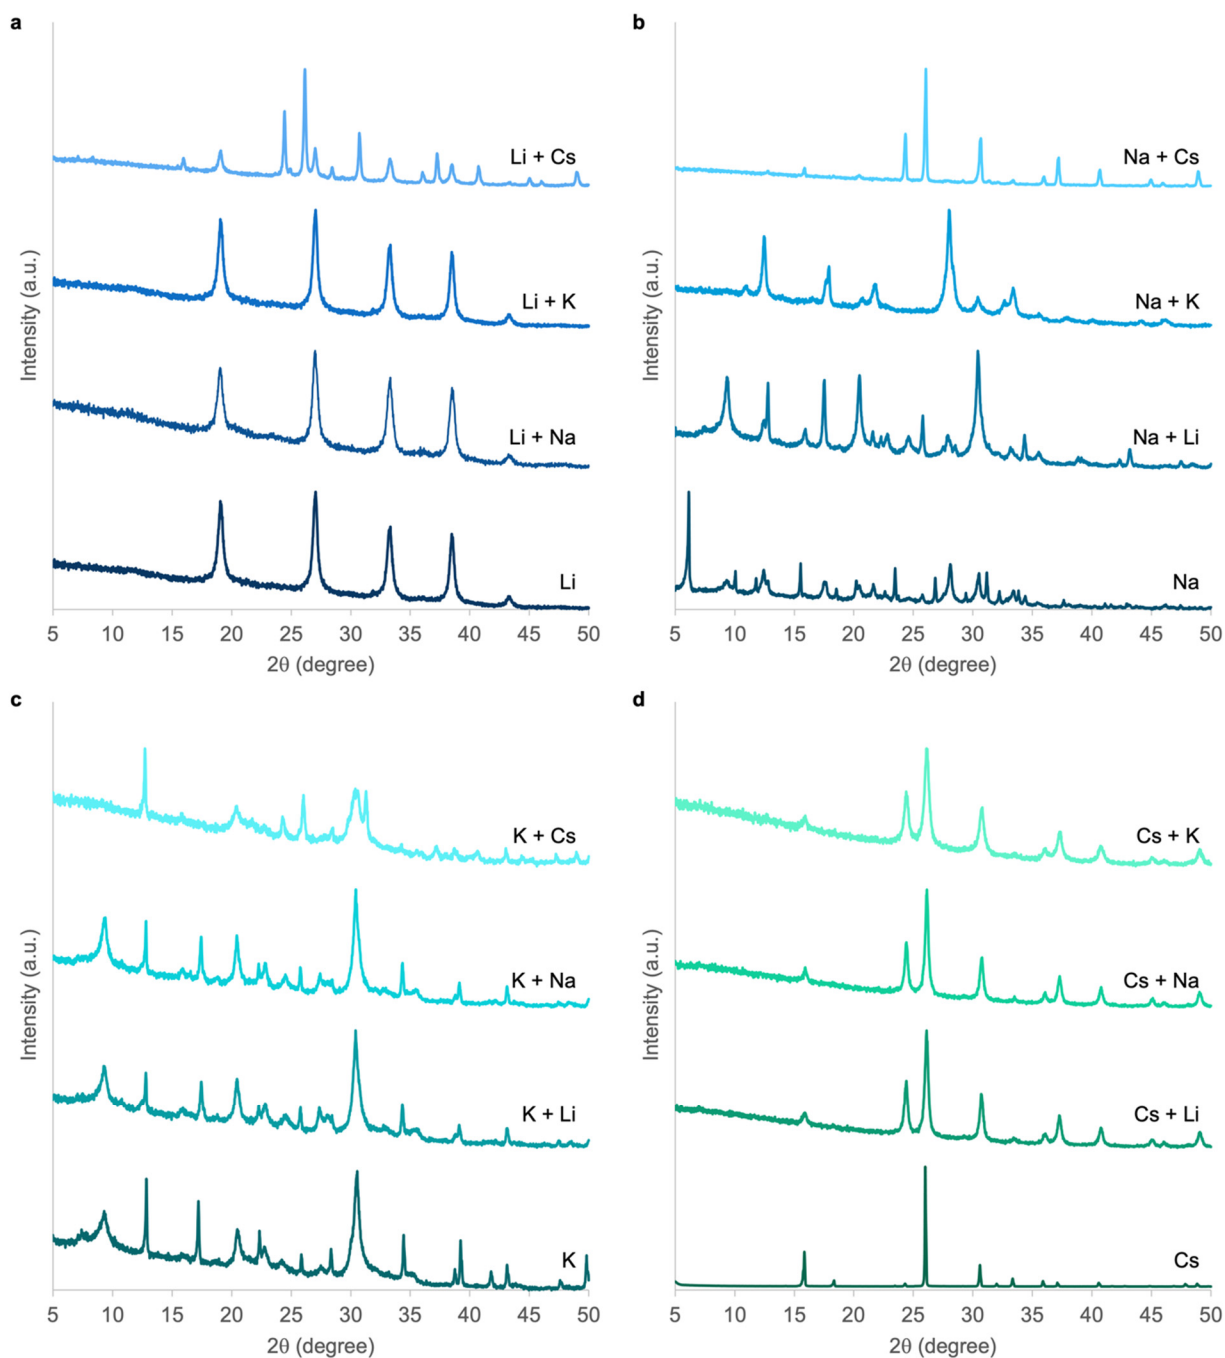 a
Li + Cs
Li + K
Li + Na
Li
Intensity (a.u.)
5 10 15 20 25 30 35 40 45 50
2θ (degree)
b
Na + Cs
Na + K
Na + Li
Na
Intensity (a.u.)
5 10 15 20 25 30 35 40 45 50
2θ (degree)
c
K + Cs
K + Na
K + Li
K
Intensity (a.u.)
5 10 15 20 25 30 35 40 45 50
2θ (degree)
d
Cs + K
Cs + Na
Cs + Li
Cs
Intensity (a.u.)
5 10 15 20 25 30 35 40 45 50
2θ (degree)